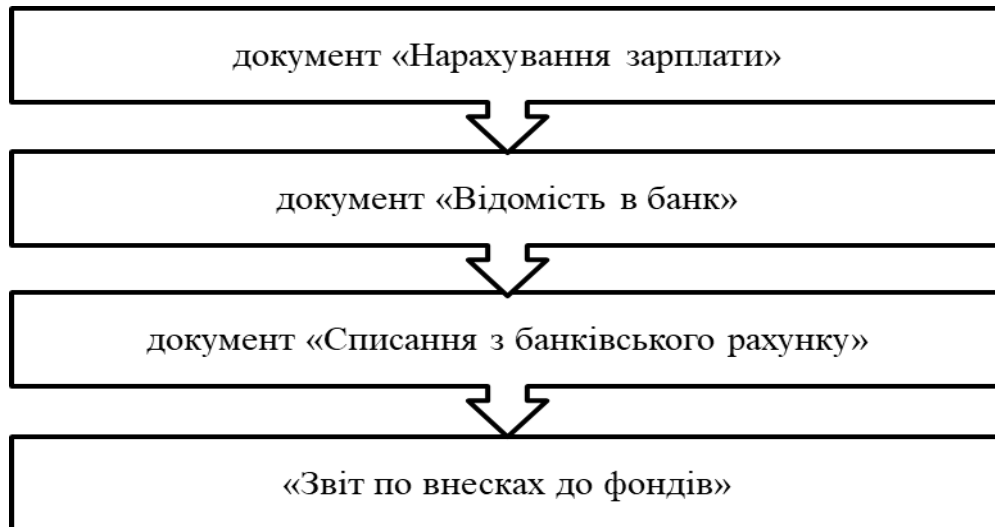 документ «Нарахування зарплати»
документ «Відомість в банк»
документ «Списання з банківського рахунку»
«Звіт по внесках до фондів»